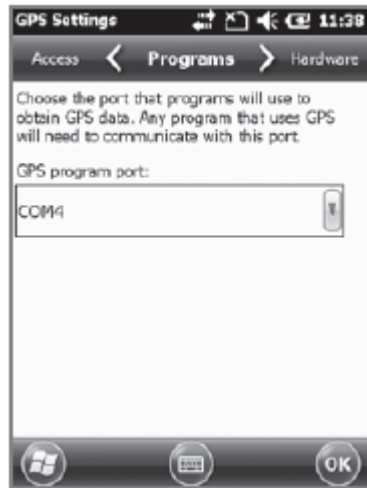 GPS Settings 11:38
Access Programs Hardware
Choose the port that programs will use to
obtain GPS data. Any program that uses GPS
will need to communicate with this port.
GPS program port:
COM4
OK